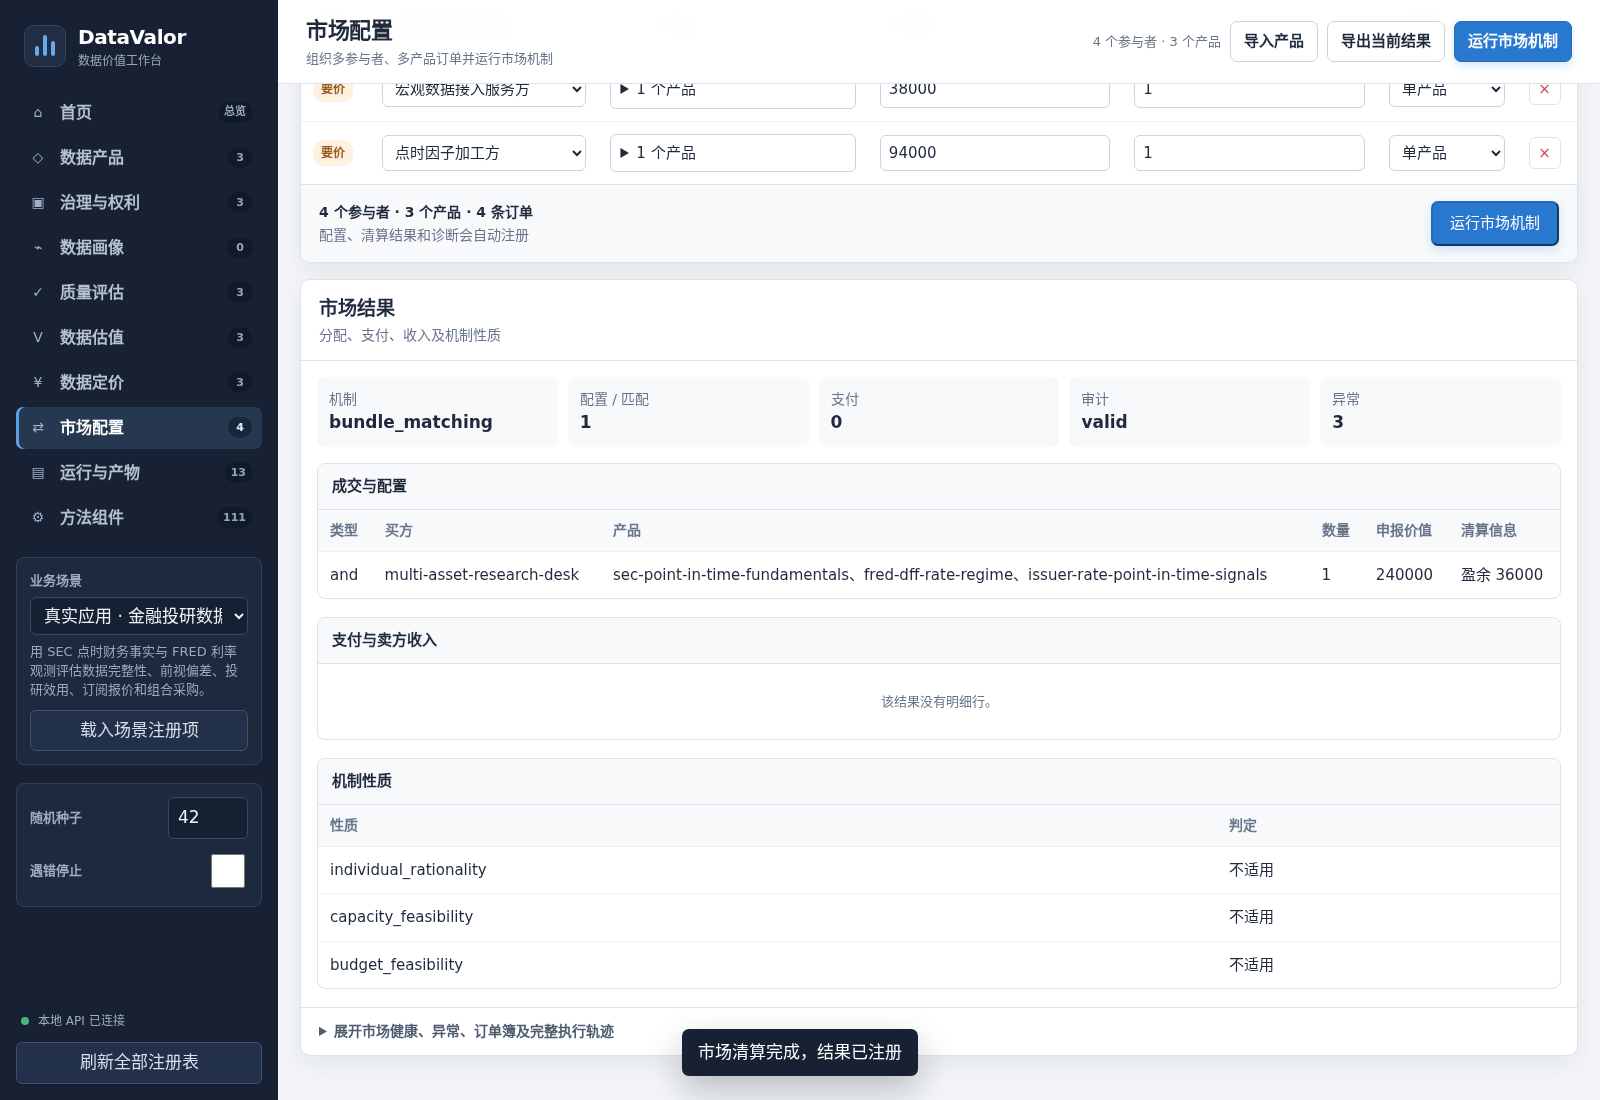 DataValor
数据价值工作台
首页 总览
数据产品 3
治理与权利 3
数据画像 0
质量评估 3
V 数据估值 3
¥ 数据定价 3
市场配置 4
运行与产物 13
方法组件 111
业务场景
真实应用 · 金融投研数据
用 SEC 点时财务事实与 FRED 利率
观测评估数据完整性、前视偏差、投
研效用、订阅报价和组合采购。
载入场景注册项
随机种子 42
遇错停止
本地 API 已连接
刷新全部注册表
市场配置
组织多参与者、多产品订单并运行市场机制
4 个参与者 · 3 个产品
导入产品
导出当前结果
运行市场机制
要价 宏观数据接入服务方 ▶ 1 个产品 38000 1 单产品 ×
要价 点时因子加工方 ▶ 1 个产品 94000 1 单产品 ×
4 个参与者 · 3 个产品 · 4 条订单
配置、清算结果和诊断会自动注册
运行市场机制
市场结果
分配、支付、收入及机制性质
机制 配置 / 匹配 支付 审计 异常
bundle_matching 1 0 valid 3
成交与配置
类型 买方 产品 数量 申报价值 清算信息
and multi-asset-research-desk sec-point-in-time-fundamentals、fred-dff-rate-regime、issuer-rate-point-in-time-signals 1 240000 盈余 36000
支付与卖方收入
该结果没有明细行。
机制性质
性质 判定
individual_rationality 不适用
capacity_feasibility 不适用
budget_feasibility 不适用
▶ 展开市场健康、异常、订单簿及完整执行轨迹
市场清算完成，结果已注册